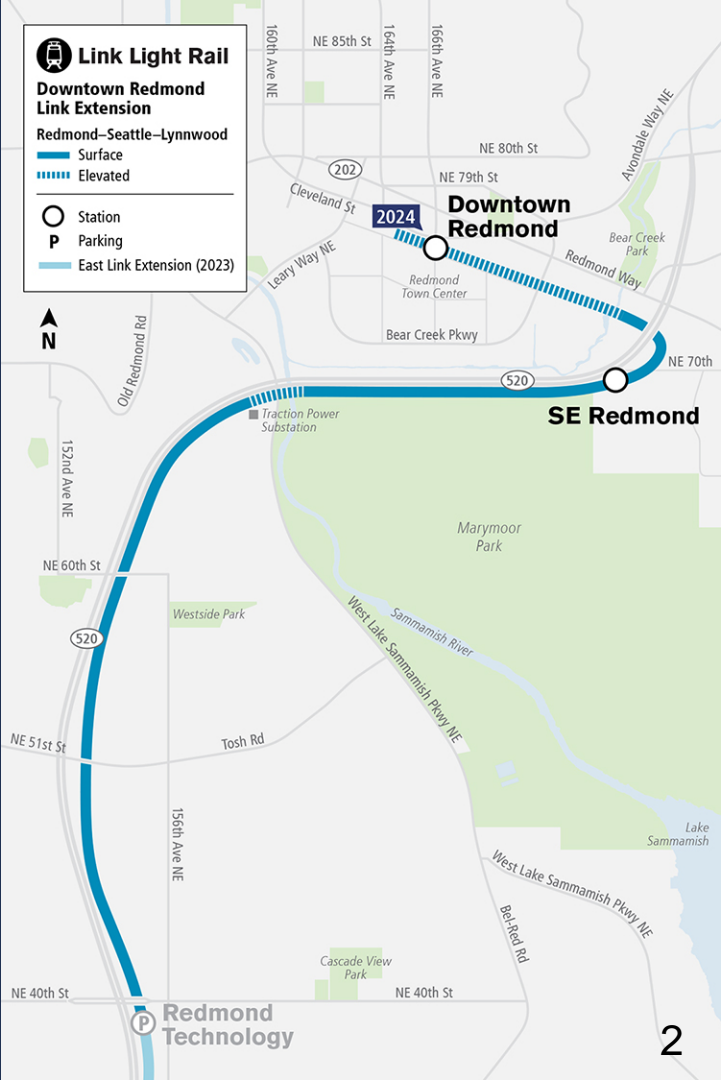 Link Light Rail
Downtown Redmond
Link Extension
Redmond–Seattle–Lynnwood
Surface
Elevated
Station
P Parking
East Link Extension (2023)
N
160th Ave NE
NE 85th St
164th Ave NE
166th Ave NE
Avondale Way NE
NE 80th St
202
NE 79th St
Cleveland St
2024
Downtown
Redmond
Bear Creek
Park
Redmond Way
Leary Way NE
Redmond
Town Center
Bear Creek Pkwy
Old Redmond Rd
NE 70th
520
SE Redmond
Traction Power
Substation
152nd Ave NE
Marymoor
Park
NE 60th St
Westside Park
West Lake Sammamish Pkwy NE
Sammamish River
520
NE 51st St
Tosh Rd
156th Ave NE
Lake
Sammamish
West Lake Sammamish Pkwy NE
Bel-Red Rd
Cascade View
Park
NE 40th St
NE 40th St
P
Redmond
Technology
2